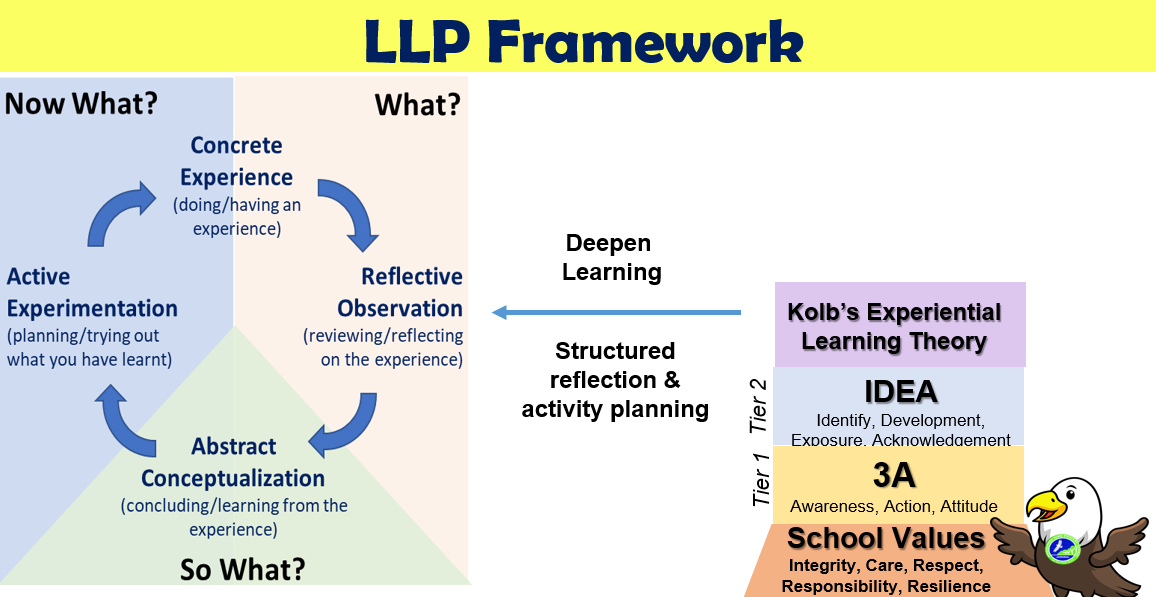 LLP Framework
Now What?
What?
Concrete
Experience
(doing/having an
experience)
Active
Experimentation
(planning/trying out
what you have learnt)
Reflective
Observation
(reviewing/reflecting
on the experience)
Abstract
Conceptualization
(concluding/learning from the
experience)
So What?
Deepen
Learning
Structured
reflection &
activity planning
Kolb's Experiential
Learning Theory
Tier 2
IDEA
Identify, Development,
Exposure, Acknowledgement
Tier 1
3A
Awareness, Action, Attitude
School Values
Integrity, Care, Respect,
Responsibility, Resilience